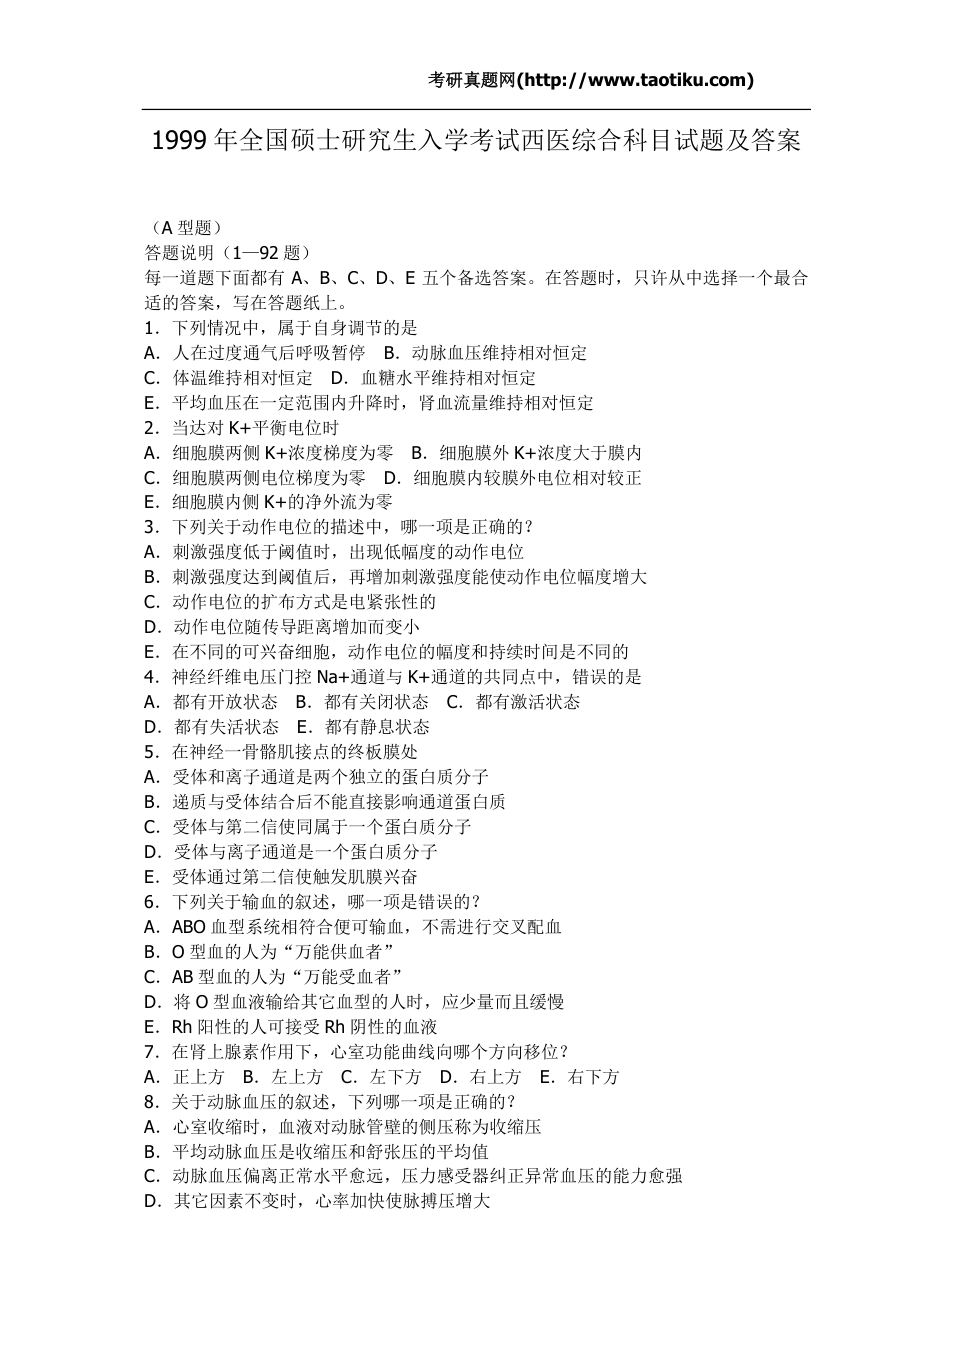 考研真题网(http://www.taotiku.com)
1999 年全国硕士研究生入学考试西医综合科目试题及答案
（A 型题）
答题说明（1—92 题）
每一道题下面都有 A、B、C、D、E 五个备选答案。在答题时，只许从中选择一个最合
适的答案，写在答题纸上。
1．下列情况中，属于自身调节的是
A．人在过度通气后呼吸暂停 B．动脉血压维持相对恒定
C．体温维持相对恒定 D．血糖水平维持相对恒定
E．平均血压在一定范围内升降时，肾血流量维持相对恒定
2．当达对 K+平衡电位时
A．细胞膜两侧 K+浓度梯度为零 B．细胞膜外 K+浓度大于膜内
C．细胞膜两侧电位梯度为零 D．细胞膜内较膜外电位相对较正
E．细胞膜内侧 K+的净外流为零
3．下列关于动作电位的描述中，哪一项是正确的？
A．刺激强度低于阈值时，出现低幅度的动作电位
B．刺激强度达到阈值后，再增加刺激强度能使动作电位幅度增大
C．动作电位的扩布方式是电紧张性的
D．动作电位随传导距离增加而变小
E．在不同的可兴奋细胞，动作电位的幅度和持续时间是不同的
4．神经纤维电压门控 Na+通道与 K+通道的共同点中，错误的是
A．都有开放状态 B．都有关闭状态 C．都有激活状态
D．都有失活状态 E．都有静息状态
5．在神经一骨骼肌接点的终板膜处
A．受体和离子通道是两个独立的蛋白质分子
B．递质与受体结合后不能直接影响通道蛋白质
C．受体与第二信使同属于一个蛋白质分子
D．受体与离子通道是一个蛋白质分子
E．受体通过第二信使触发肌膜兴奋
6．下列关于输血的叙述，哪一项是错误的？
A．ABO 血型系统相符合便可输血，不需进行交叉配血
B．O 型血的人为“万能供血者”
C．AB 型血的人为“万能受血者”
D．将 O 型血液输给其它血型的人时，应少量而且缓慢
E．Rh 阳性的人可接受 Rh 阴性的血液
7．在肾上腺素作用下，心室功能曲线向哪个方向移位？
A．正上方 B．左上方 C．左下方 D．右上方 E．右下方
8．关于动脉血压的叙述，下列哪一项是正确的？
A．心室收缩时，血液对动脉管壁的侧压称为收缩压
B．平均动脉血压是收缩压和舒张压的平均值
C．动脉血压偏离正常水平愈远，压力感受器纠正异常血压的能力愈强
D．其它因素不变时，心率加快使脉搏压增大